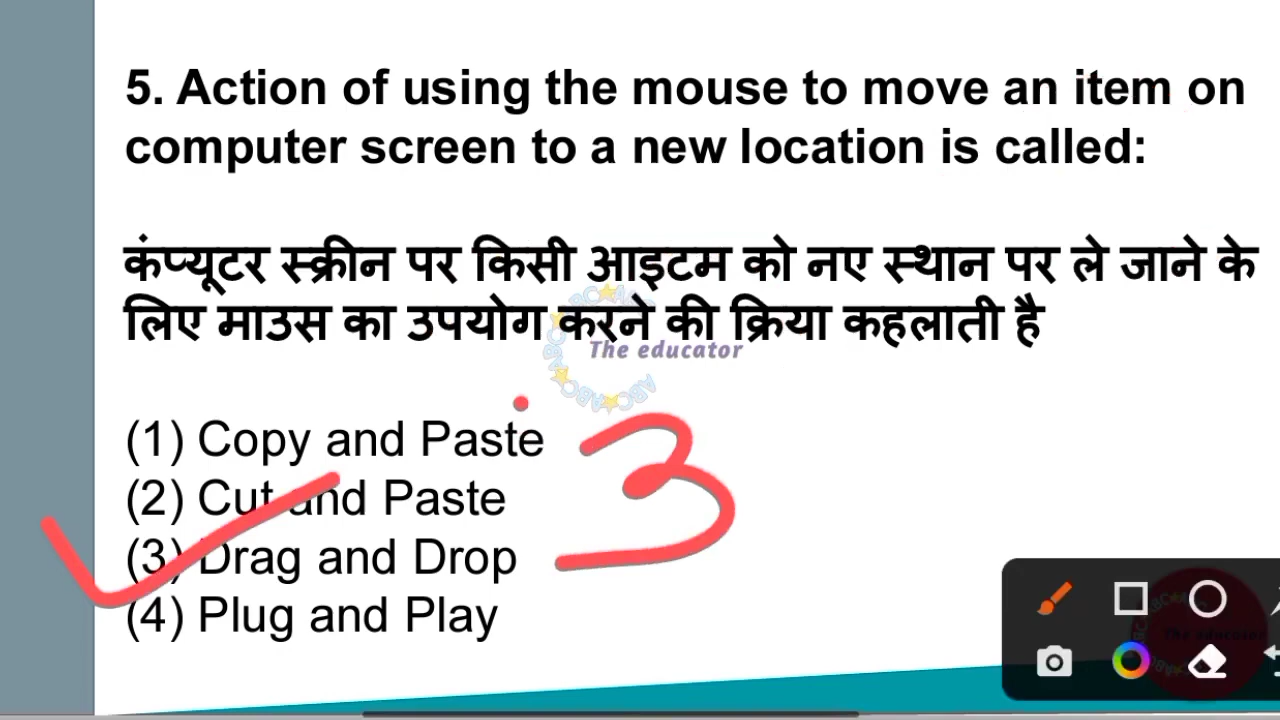 5. Action of using the mouse to move an item on
computer screen to a new location is called:
कंप्यूटर स्क्रीन पर किसी आइटम को नए स्थान पर ले जाने के
लिए माउस का उपयोग करने की क्रिया कहलाती है
The educator
(1) Copy and Paste
(2) Cut and Paste
(3) Drag and Drop
(4) Plug and Play
3